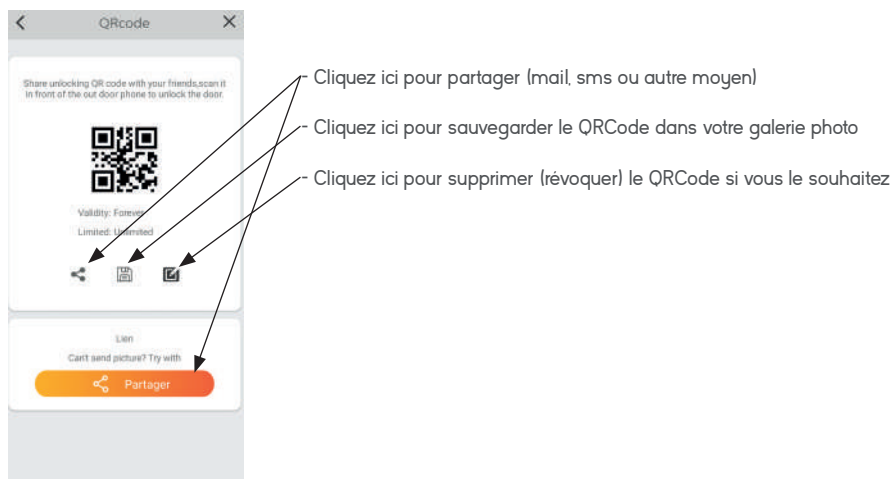 QRcode
Share unlocking QR code with your friends,scan it
in front of the out door phone to unlock the door.
Validity: Forever
Limited: Unlimited
Lien
Can't send picture? Try with
Partager
- Cliquez ici pour partager (mail, sms ou autre moyen)
- Cliquez ici pour sauvegarder le QRCode dans votre galerie photo
- Cliquez ici pour supprimer (révoquer) le QRCode si vous le souhaitez